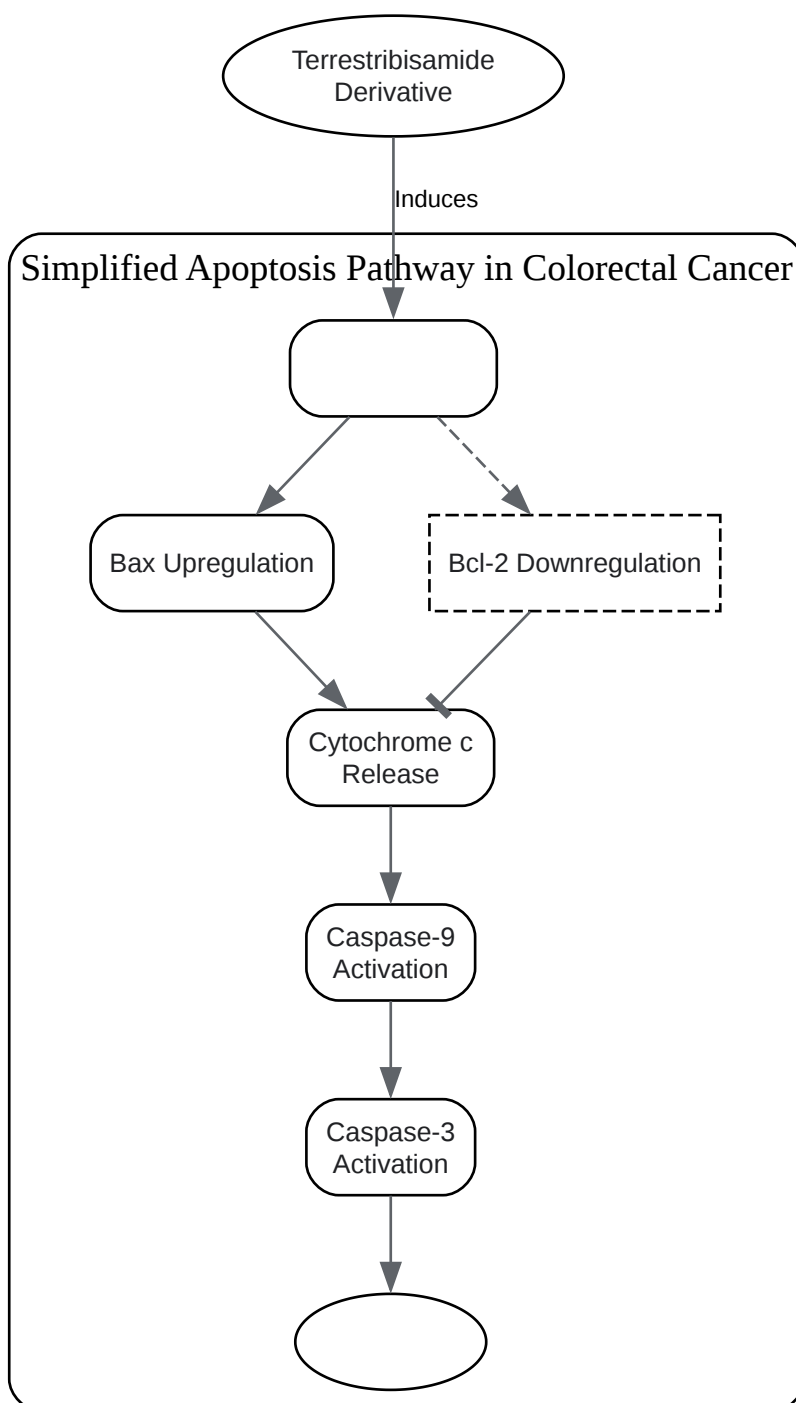 Terrestribisamide
Derivative
Induces
Simplified Apoptosis Pathway in Colorectal Cancer
Bax Upregulation
Bcl-2 Downregulation
Cytochrome c
Release
Caspase-9
Activation
Caspase-3
Activation